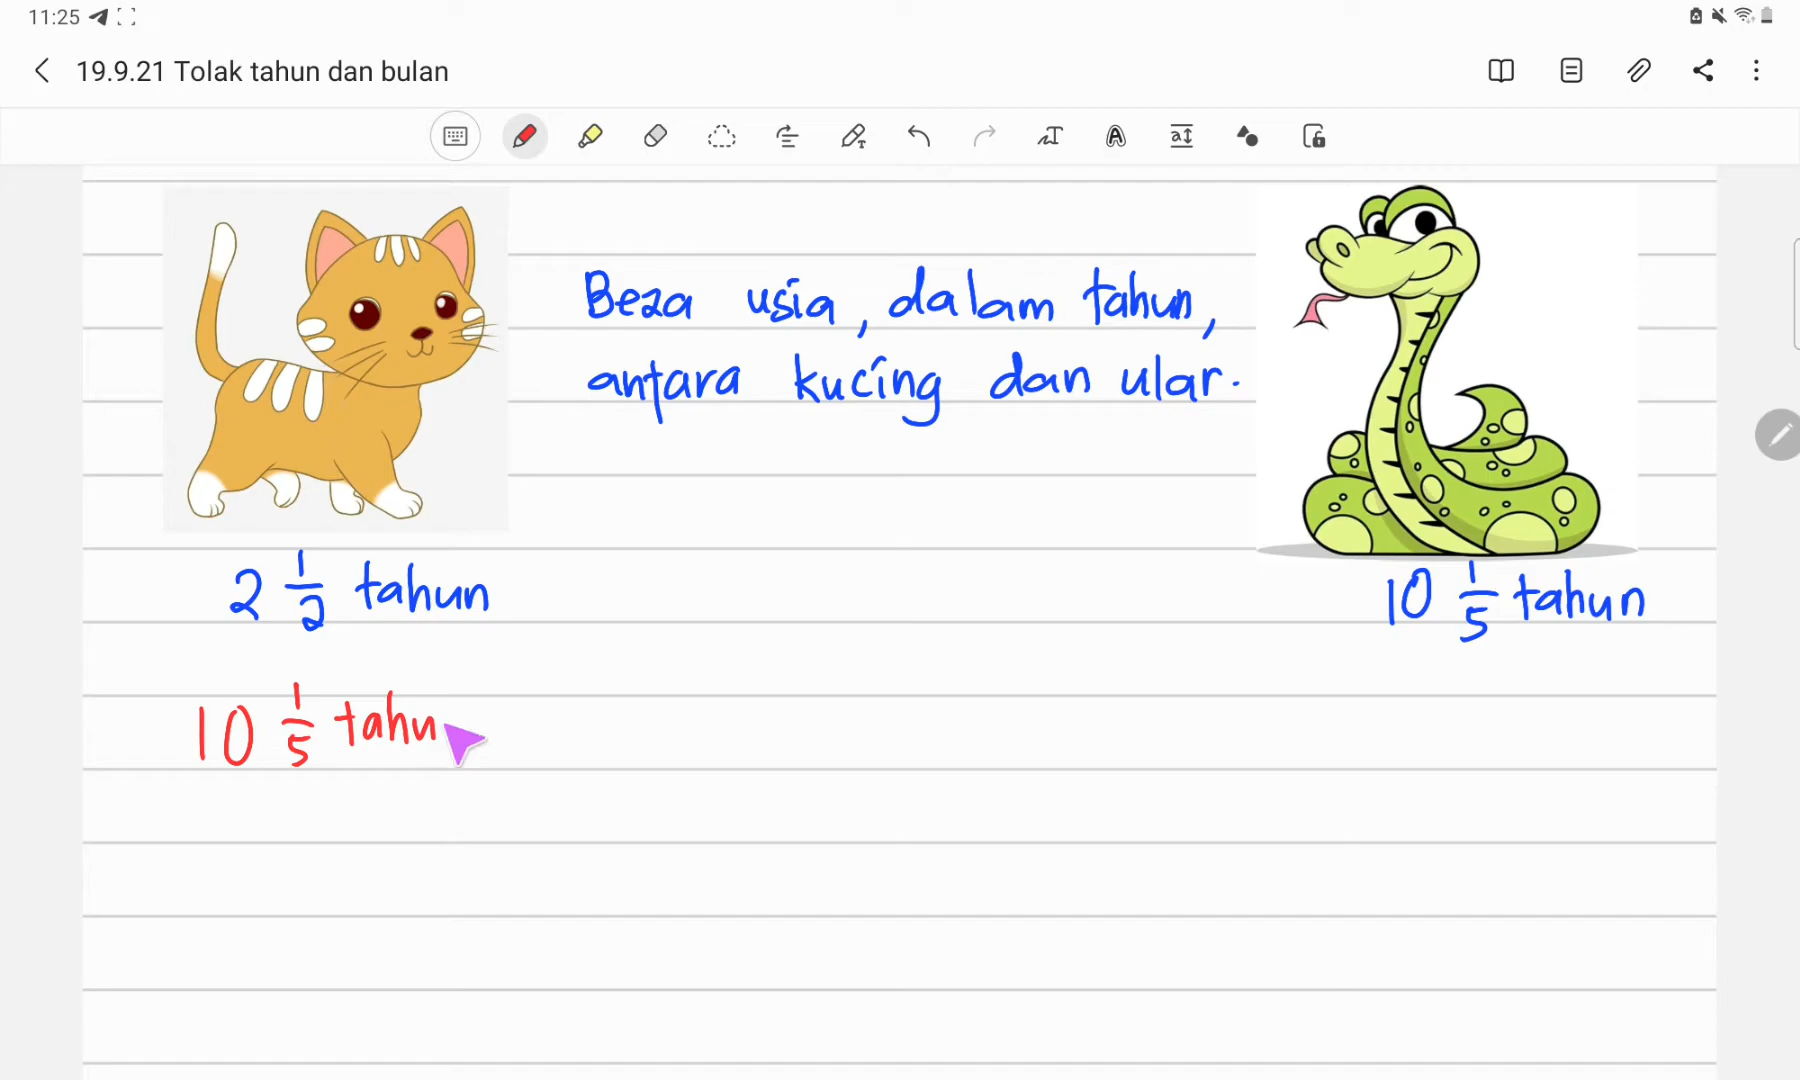 11:25
19.9.21 Tolak tahun dan bulan
Beza usia, dalam tahun,
antara kucing dan ular.
2 1/2 tahun
10 1/5 tahun
10 1/5 tahu